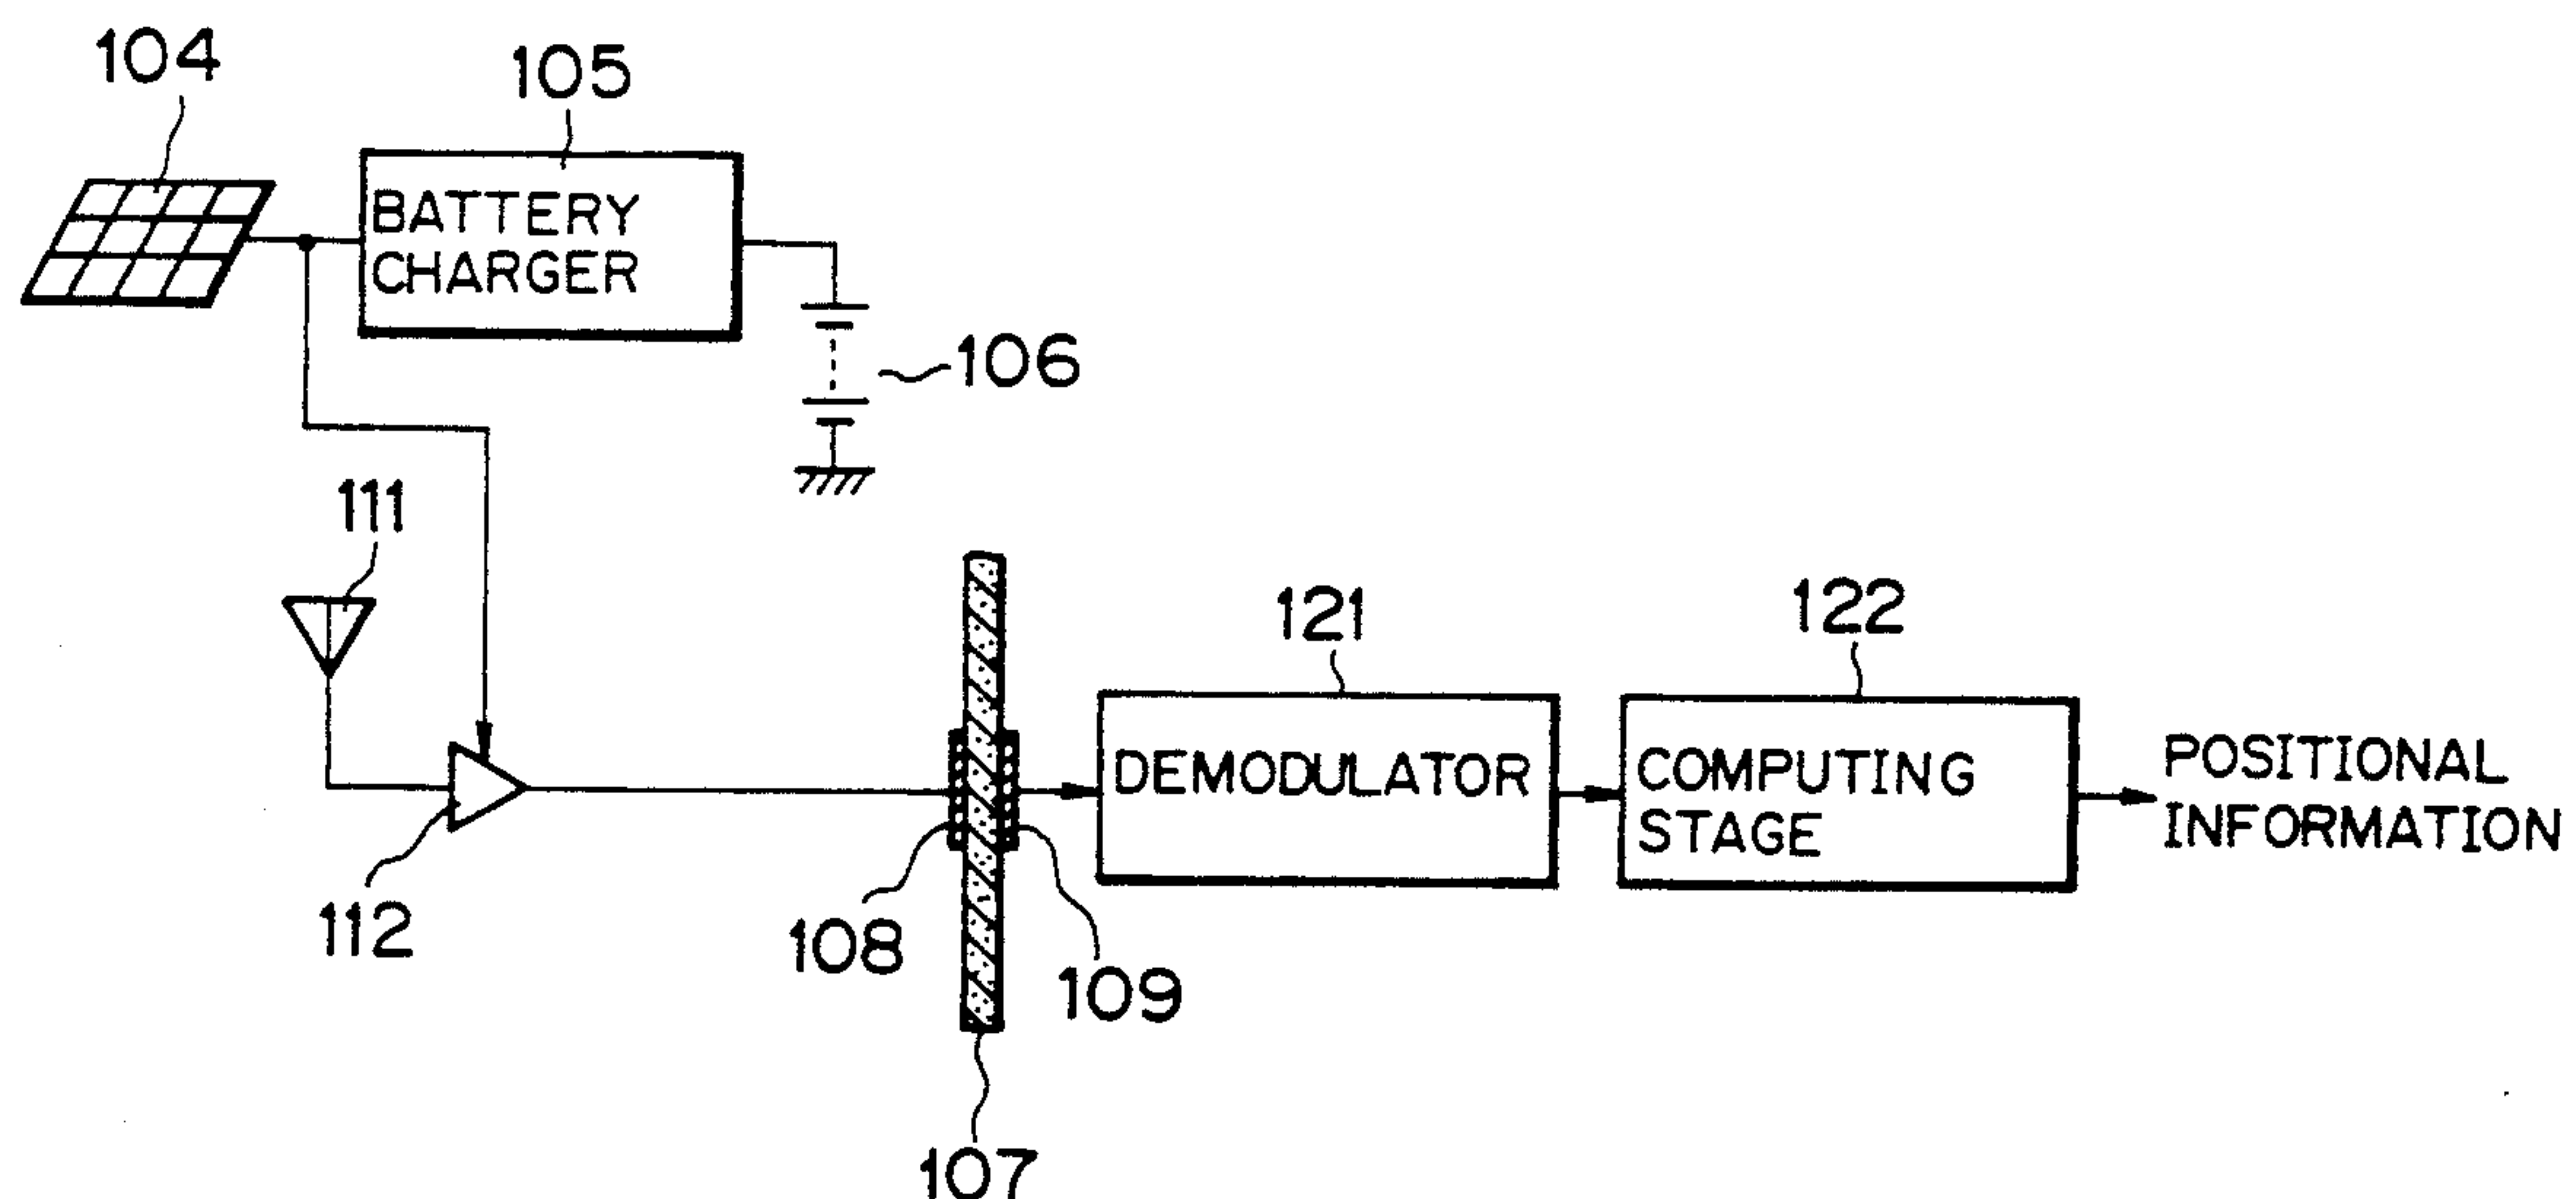 104
105
BATTERY
CHARGER
106
111
121
122
DEMODULATOR
COMPUTING
STAGE
POSITIONAL
INFORMATION
112
108
109
107